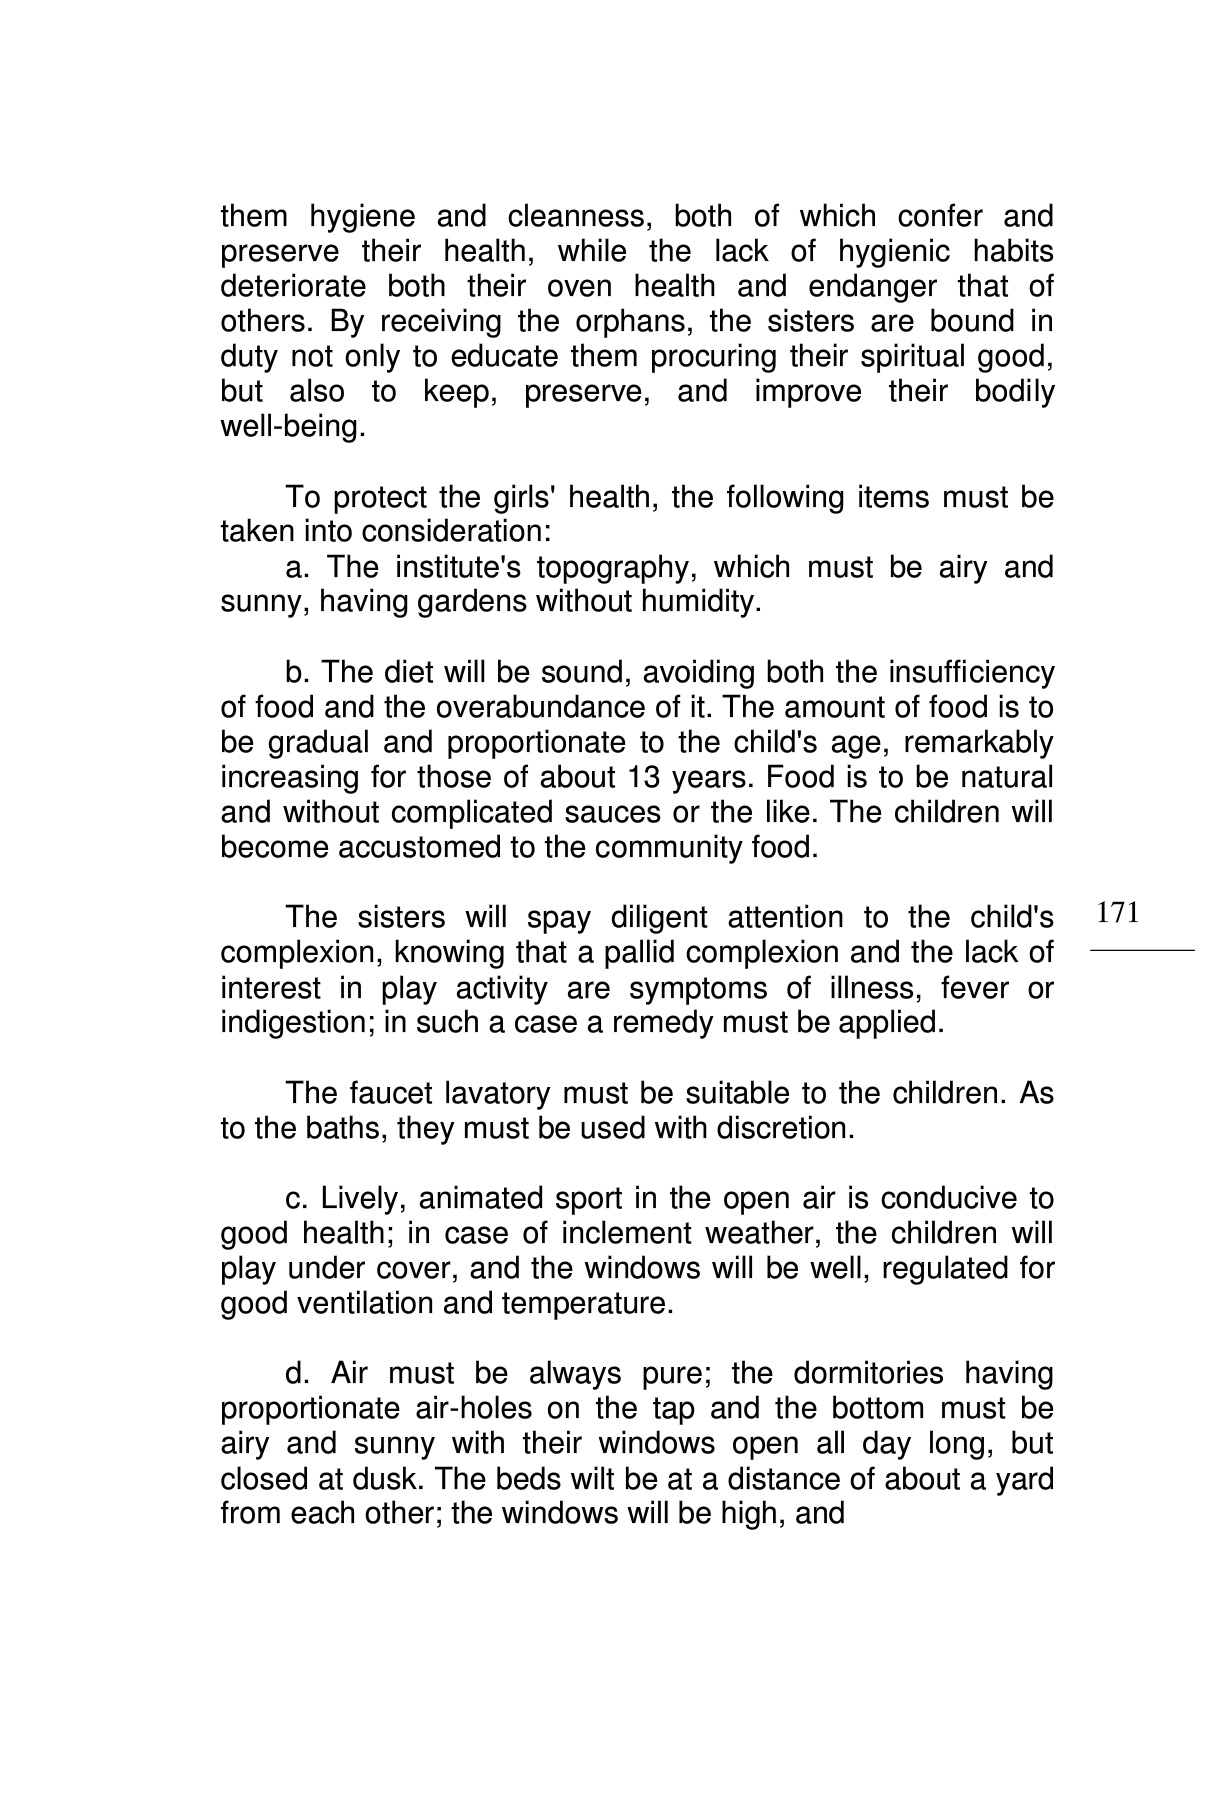 them hygiene and cleanness, both of which confer and
preserve their health, while the lack of hygienic habits
deteriorate both their oven health and endanger that of
others. By receiving the orphans, the sisters are bound in
duty not only to educate them procuring their spiritual good,
but also to keep, preserve, and improve their bodily
well-being.
To protect the girls' health, the following items must be
taken into consideration:
a. The institute's topography, which must be airy and
sunny, having gardens without humidity.
b. The diet will be sound, avoiding both the insufficiency
of food and the overabundance of it. The amount of food is to
be gradual and proportionate to the child's age, remarkably
increasing for those of about 13 years. Food is to be natural
and without complicated sauces or the like. The children will
become accustomed to the community food.
The sisters will spay diligent attention to the child's
complexion, knowing that a pallid complexion and the lack of
interest in play activity are symptoms of illness, fever or
indigestion; in such a case a remedy must be applied.
171
The faucet lavatory must be suitable to the children. As
to the baths, they must be used with discretion.
c. Lively, animated sport in the open air is conducive to
good health; in case of inclement weather, the children will
play under cover, and the windows will be well, regulated for
good ventilation and temperature.
d. Air must be always pure; the dormitories having
proportionate air-holes on the tap and the bottom must be
airy and sunny with their windows open all day long, but
closed at dusk. The beds wilt be at a distance of about a yard
from each other; the windows will be high, and